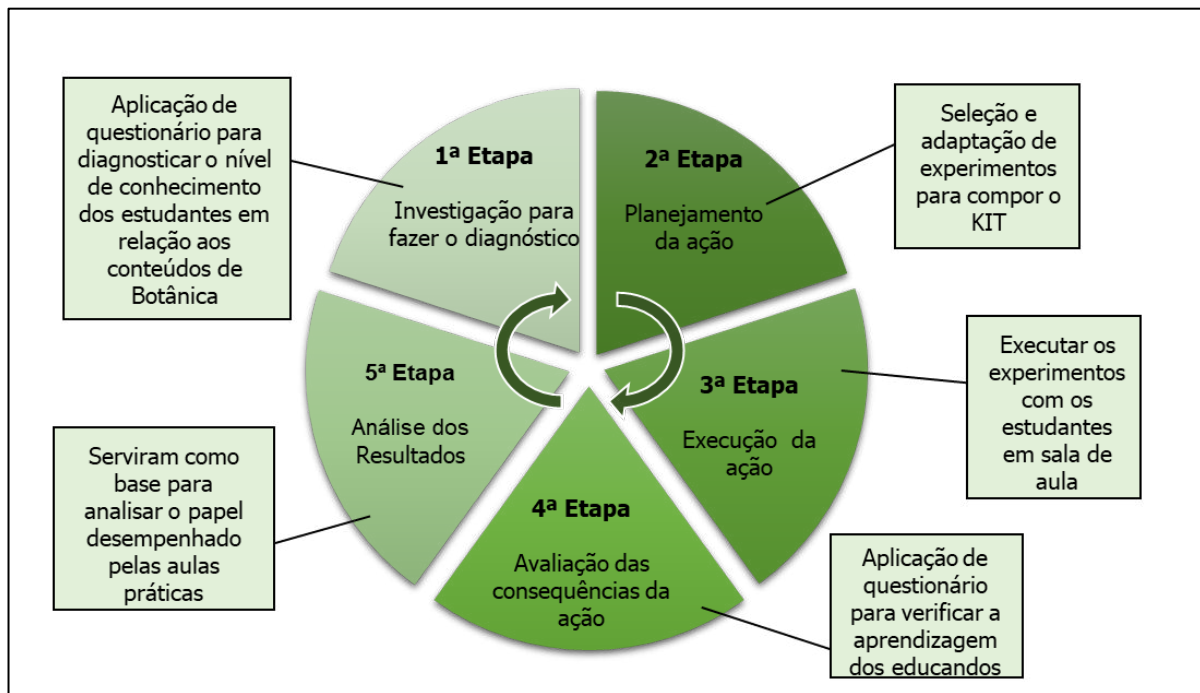 Aplicação de
questionário para
diagnosticar o nível
de conhecimento
dos estudantes em
relação aos
conteúdos de
Botânica
1ª Etapa
Investigação para
fazer o diagnóstico
2ª Etapa
Planejamento
da ação
Seleção e
adaptação de
experimentos
para compor o
KIT
3ª Etapa
Execução da
ação
Executar os
experimentos
com os
estudantes
em sala de
aula
4ª Etapa
Avaliação das
consequências da
ação
Aplicação de
questionário
para verificar a
aprendizagem
dos educandos
5ª Etapa
Análise dos
Resultados
Serviram como
base para
analisar o papel
desempenhado
pelas aulas
práticas